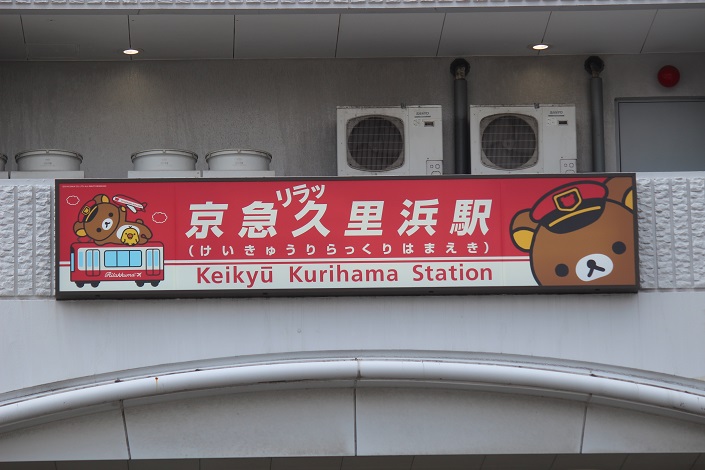 リラッ
京急久里浜駅
(けいきゅうりらっくりはまえき)
Keikyū Kurihama Station
Rilakkuma